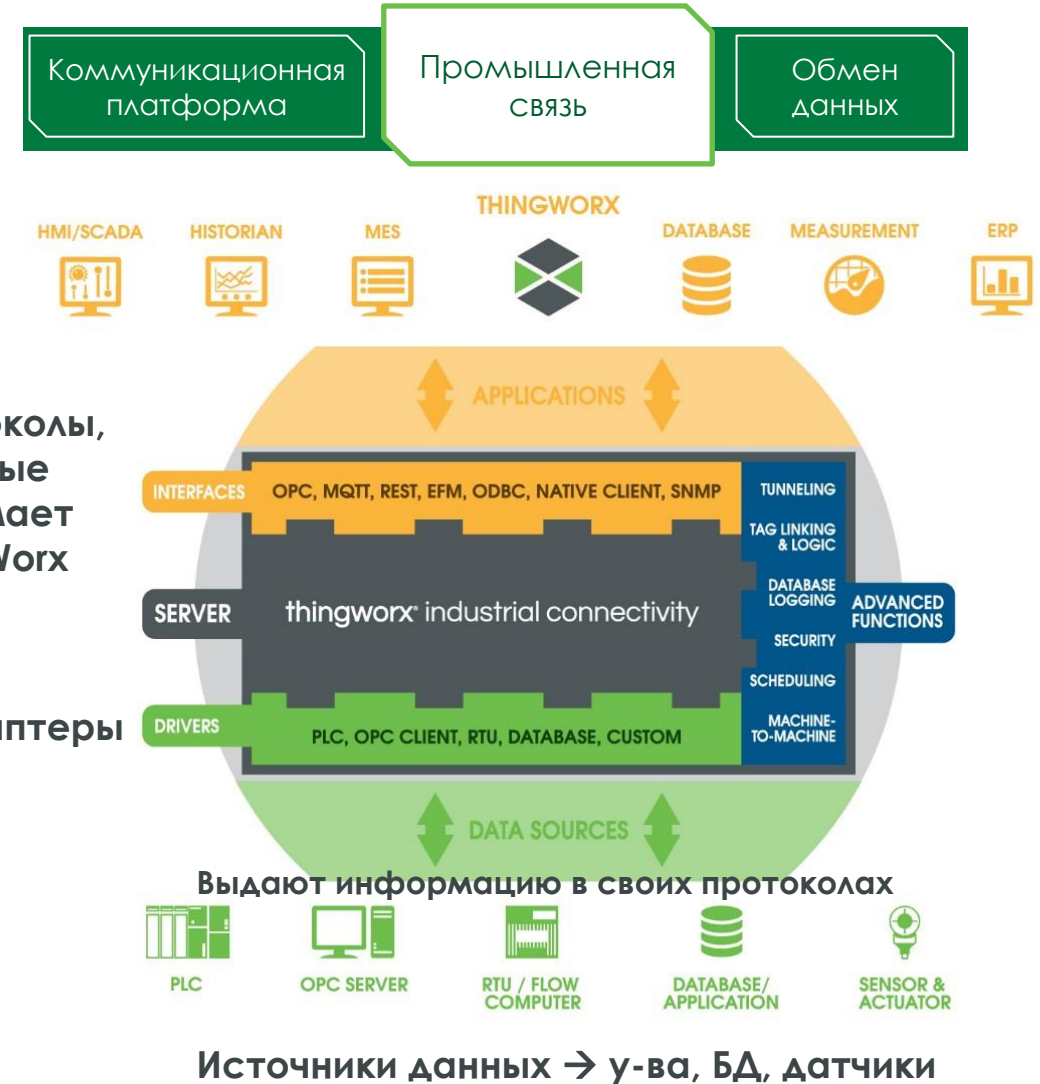 Коммуникационная
платформа
Промышленная
связь
Обмен
данных
THINGWORX
HMI/SCADA
HISTORIAN
MES
DATABASE
MEASUREMENT
ERP
APPLICATIONS
INTERFACES
OPC, MQTT, REST, EFM, ODBC, NATIVE CLIENT, SNMP
SERVER
thingworx® industrial connectivity
DRIVERS
PLC, OPC CLIENT, RTU, DATABASE, CUSTOM
TUNNELING
TAG LINKING
& LOGIC
DATABASE
LOGGING
SECURITY
SCHEDULING
MACHINE-
TO-MACHINE
ADVANCED
FUNCTIONS
DATA SOURCES
Выдают информацию в своих протоколах
PLC
OPC SERVER
RTU / FLOW
COMPUTER
DATABASE/
APPLICATION
SENSOR &
ACTUATOR
Источники данных → у-ва, БД, датчики